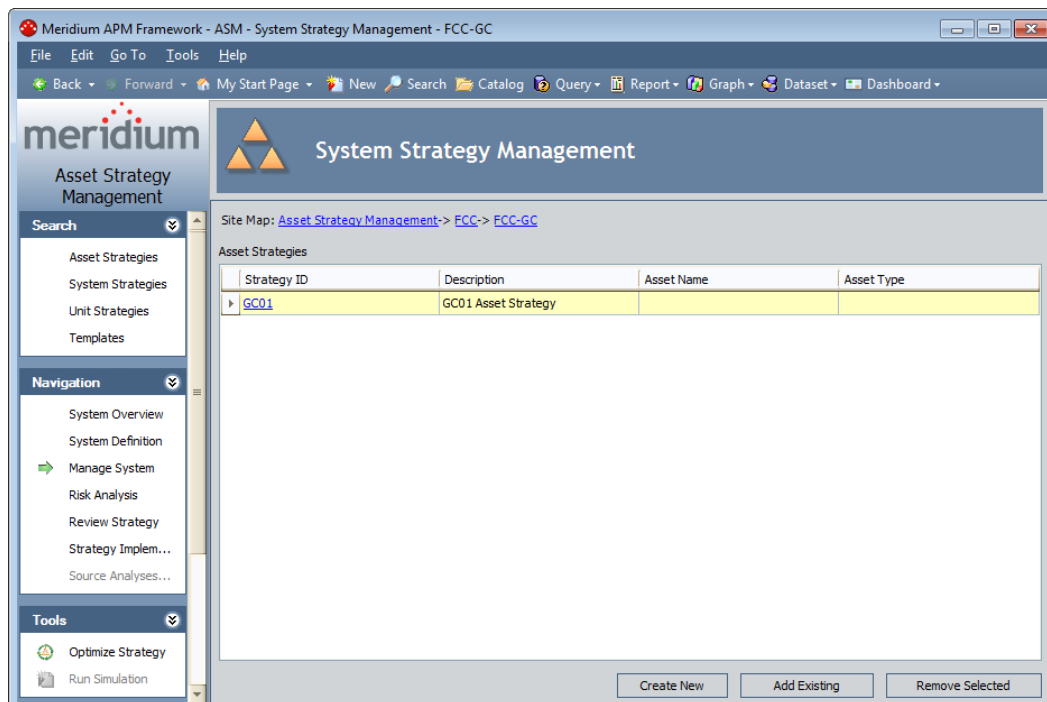 Meridium APM Framework - ASM - System Strategy Management - FCC-GC
File Edit Go To Tools Help
Back Forward My Start Page New Search Catalog Query Report Graph Dataset Dashboard
meridium
Asset Strategy
Management
System Strategy Management
Search
Asset Strategies
System Strategies
Unit Strategies
Templates
Navigation
System Overview
System Definition
Manage System
Risk Analysis
Review Strategy
Strategy Implem...
Source Analyses...
Tools
Optimize Strategy
Run Simulation
Site Map: Asset Strategy Management-> FCC-> FCC-GC
Asset Strategies
Strategy ID Description Asset Name Asset Type
GC01 GC01 Asset Strategy
Create New Add Existing Remove Selected